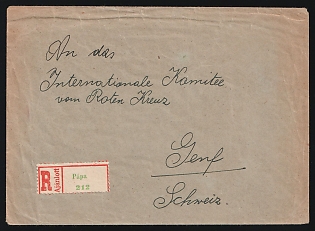 An das
Internationale Komitee
vom Roten Kreuz
Genf
Schweiz.
R
Ajánlott
Pápa
212